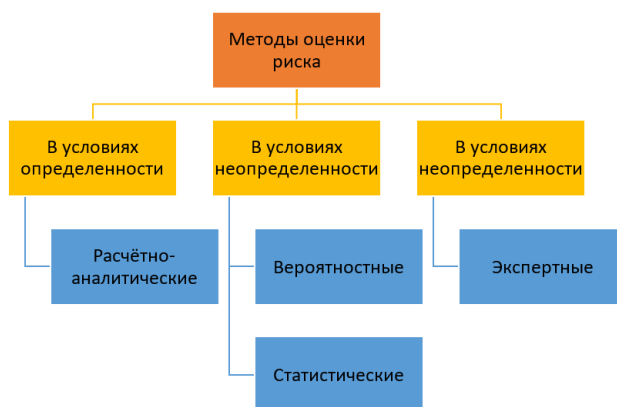 Методы оценки
риска
В условиях
определенности
В условиях
неопределенности
В условиях
неопределенности
Расчётно-
аналитические
Вероятностные
Экспертные
Статистические